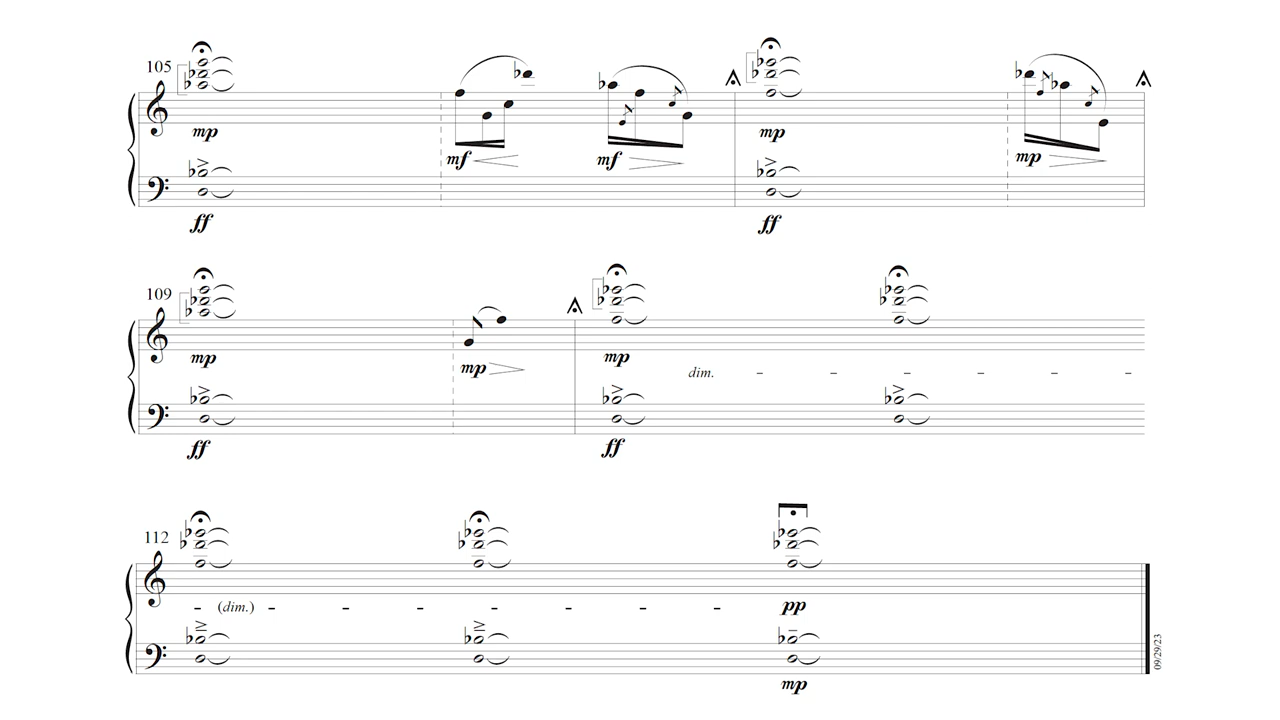 105
mp mf mf mp mp
ff ff
109
mp mp mp
dim. - - - - - -
ff ff
112
- (dim.) - - - - - - - pp
mp
09/29/23